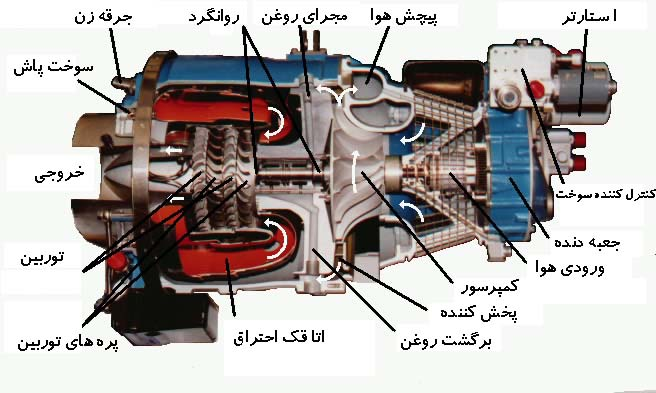 استارتر
پیچش هوا
مجرای روغن
روانگرد
جرقه زن
سوخت پاش
خروجی
کنترل کننده سوخت
جعبه دنده
ورودی هوا
توربین
کمپرسور
پخش کننده
برگشت روغن
اتاقک احتراق
پره های توربین